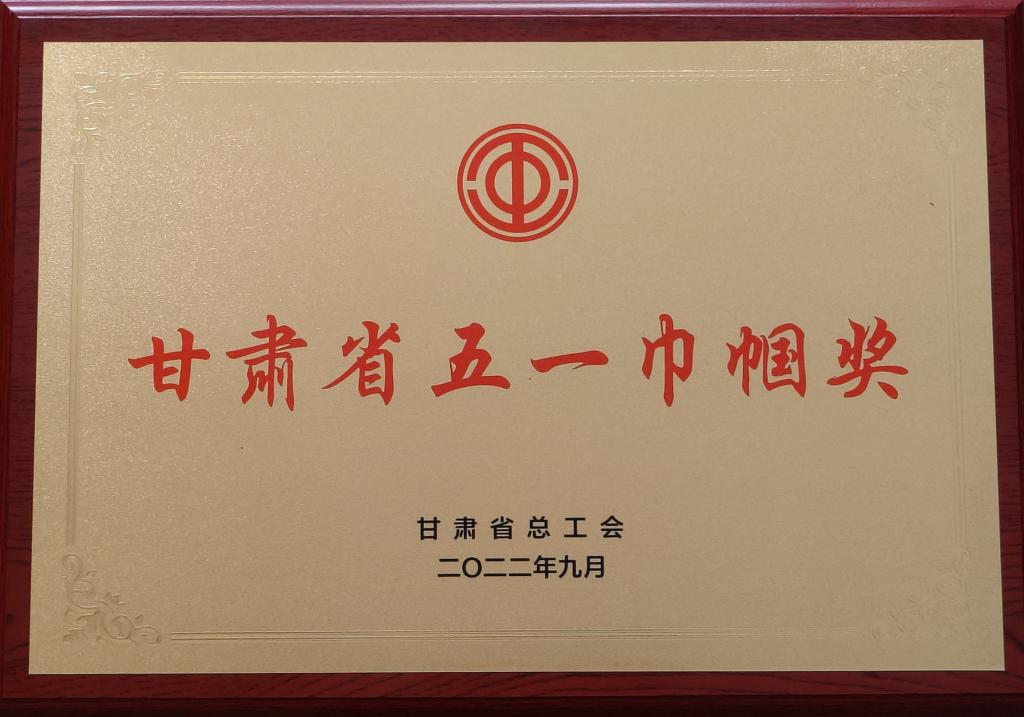 甘肃省五一巾帼奖
甘肃省总工会
二〇二二年九月